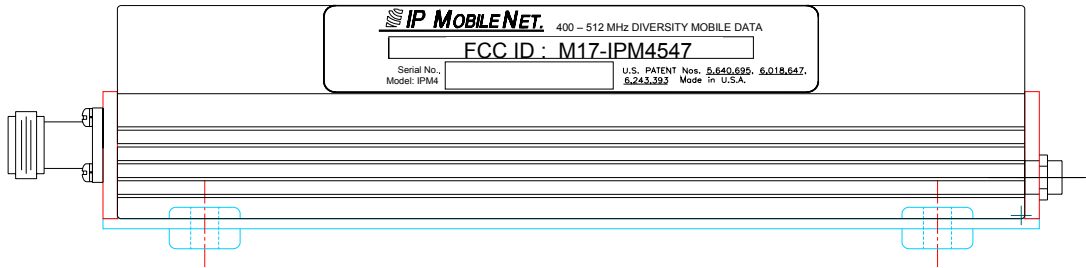 IP MOBILENET. 400 – 512 MHz DIVERSITY MOBILE DATA
FCC ID : M17-IPM4547
Serial No.,
Model: IPM4
U.S. PATENT Nos. 5,640,695, 6,018,647,
6,243,393 Made in U.S.A.